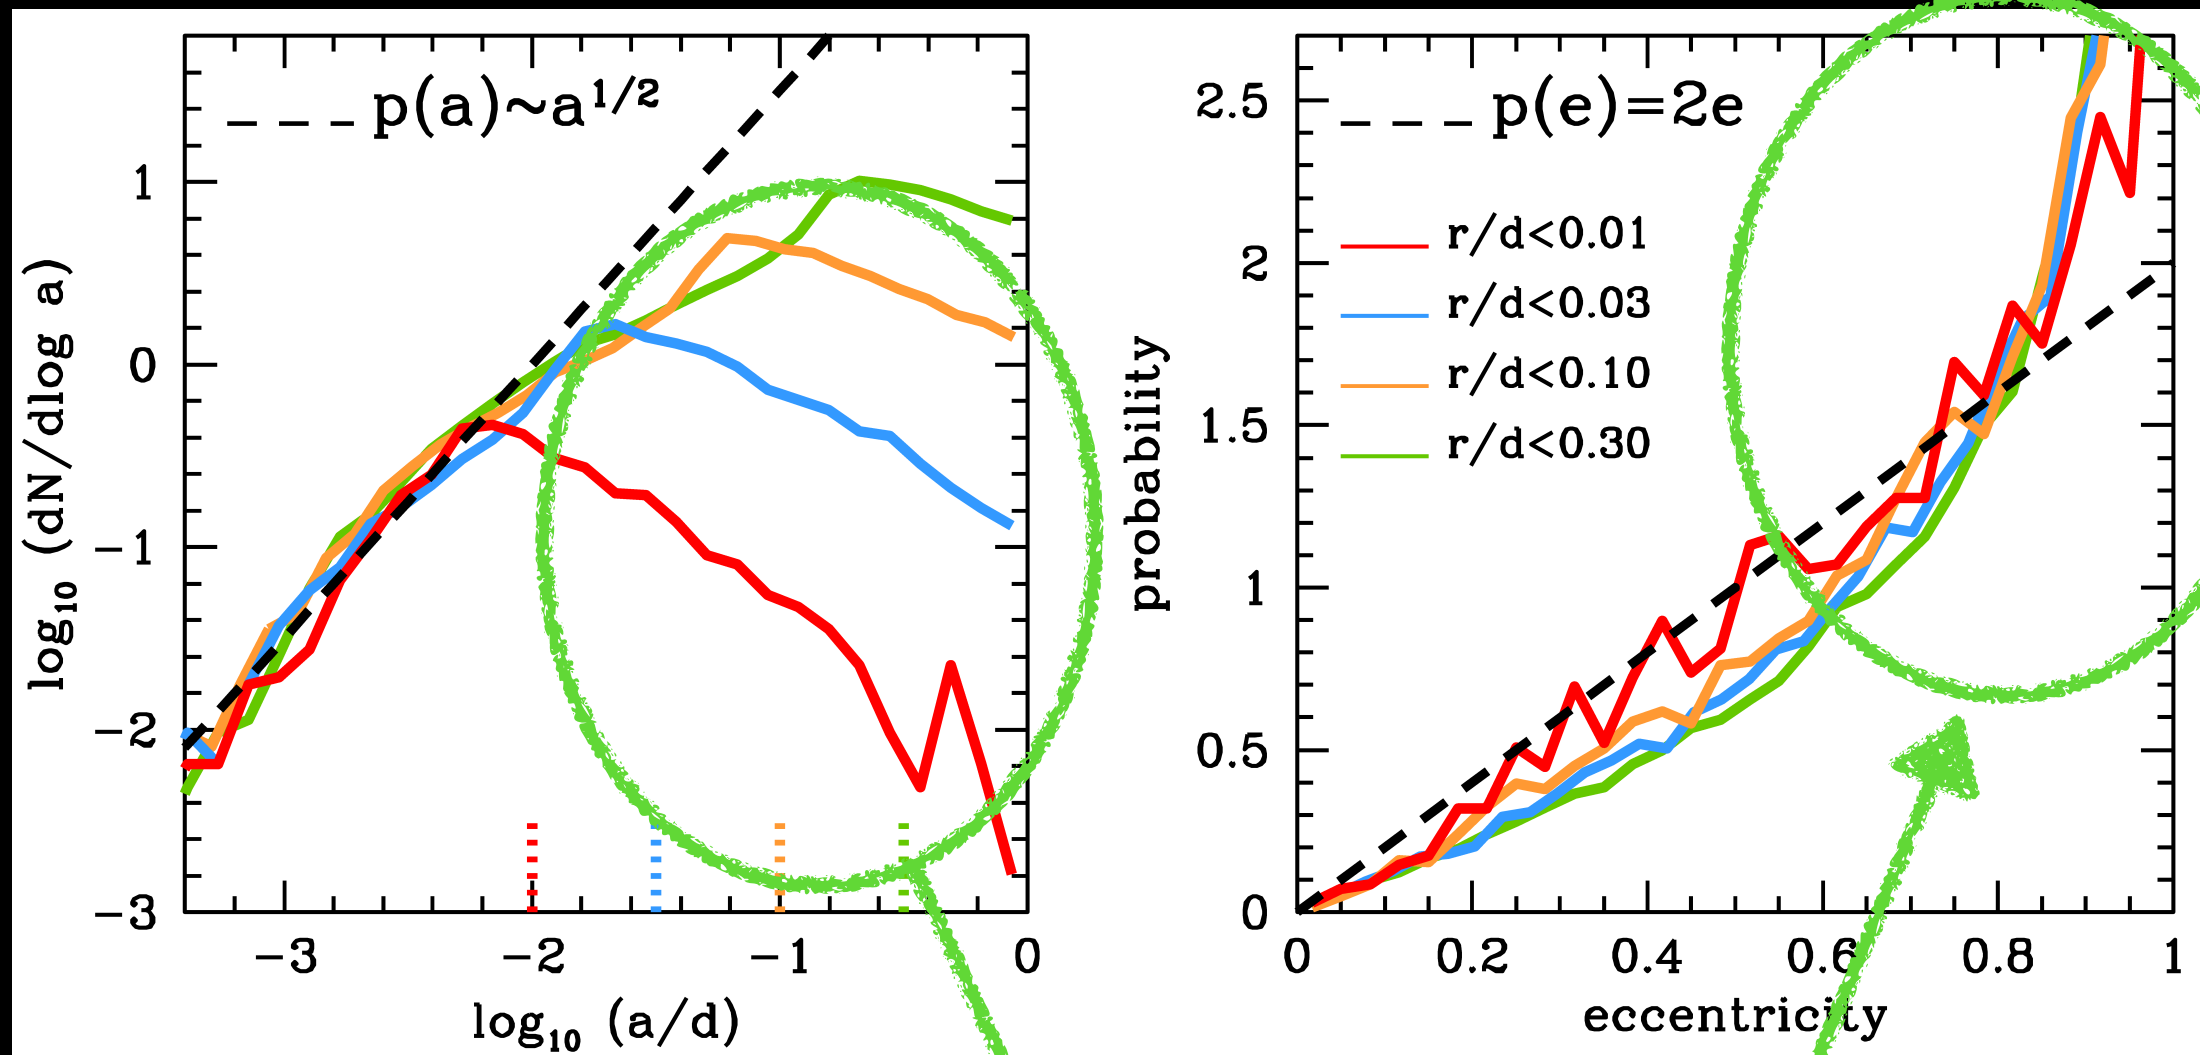 p(a)~a^{1/2}
1
0
−1
−2
−3
log₁₀ (dN/dlog a)
−3
−2
−1
0
log₁₀ (a/d)
p(e)=2e
r/d<0.01
r/d<0.03
r/d<0.10
r/d<0.30
2.5
2
1.5
1
0.5
0
probability
0
0.2
0.4
0.6
0.8
1
eccentricity